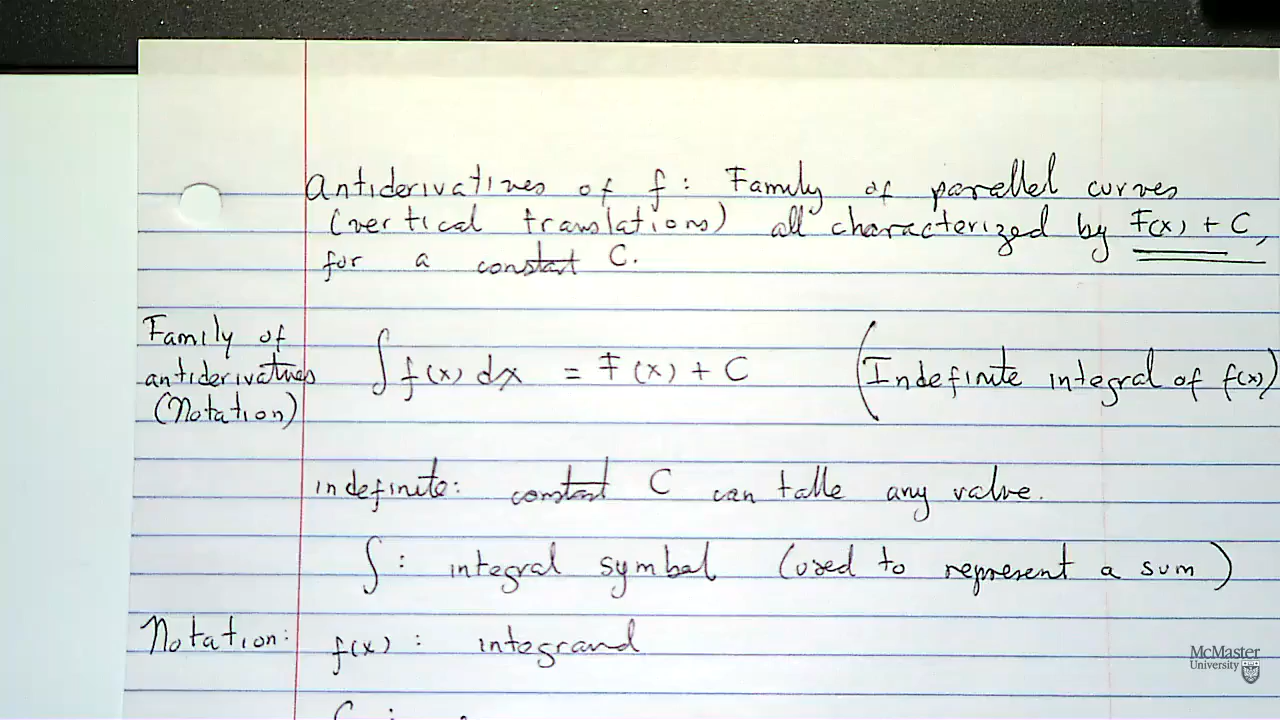 Antiderivatives of f: Family of parallel curves
(vertical translations) all characterized by F(x) + C,
for a constant C.
Family of
antiderivatives
(Notation)
∫ f(x) dx = F(x) + C
(Indefinite integral of f(x))
indefinite: constant C can take any value.
∫ : integral symbol (used to represent a sum)
Notation: f(x) : integrand
McMaster
University